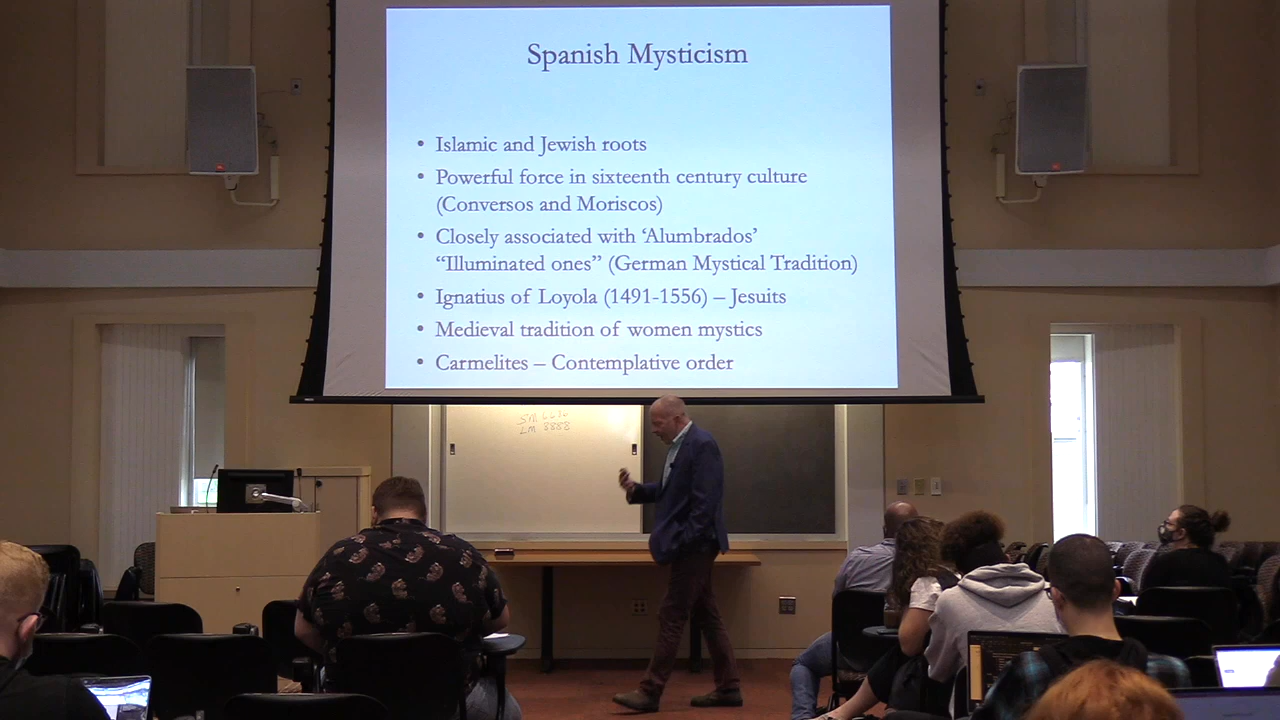 Spanish Mysticism
• Islamic and Jewish roots
• Powerful force in sixteenth century culture
(Conversos and Moriscos)
• Closely associated with ‘Alumbrados’
“Illuminated ones” (German Mystical Tradition)
• Ignatius of Loyola (1491-1556) – Jesuits
• Medieval tradition of women mystics
• Carmelites – Contemplative order
LM 8888